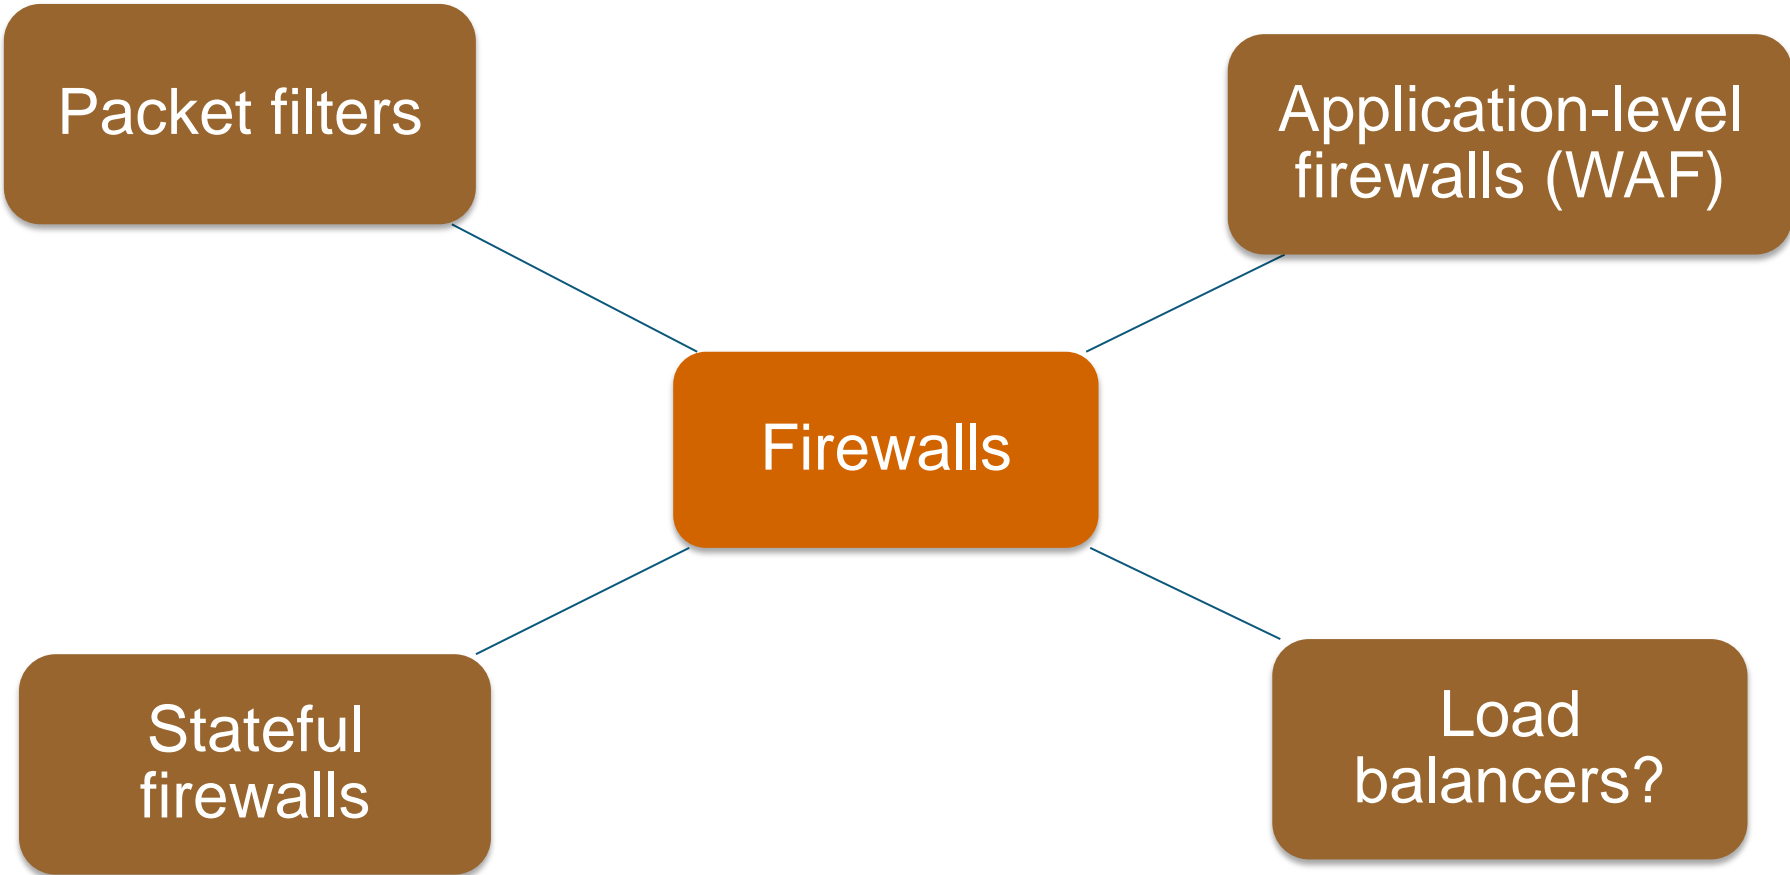 Packet filters
Application-level
firewalls (WAF)
Firewalls
Stateful
firewalls
Load
balancers?